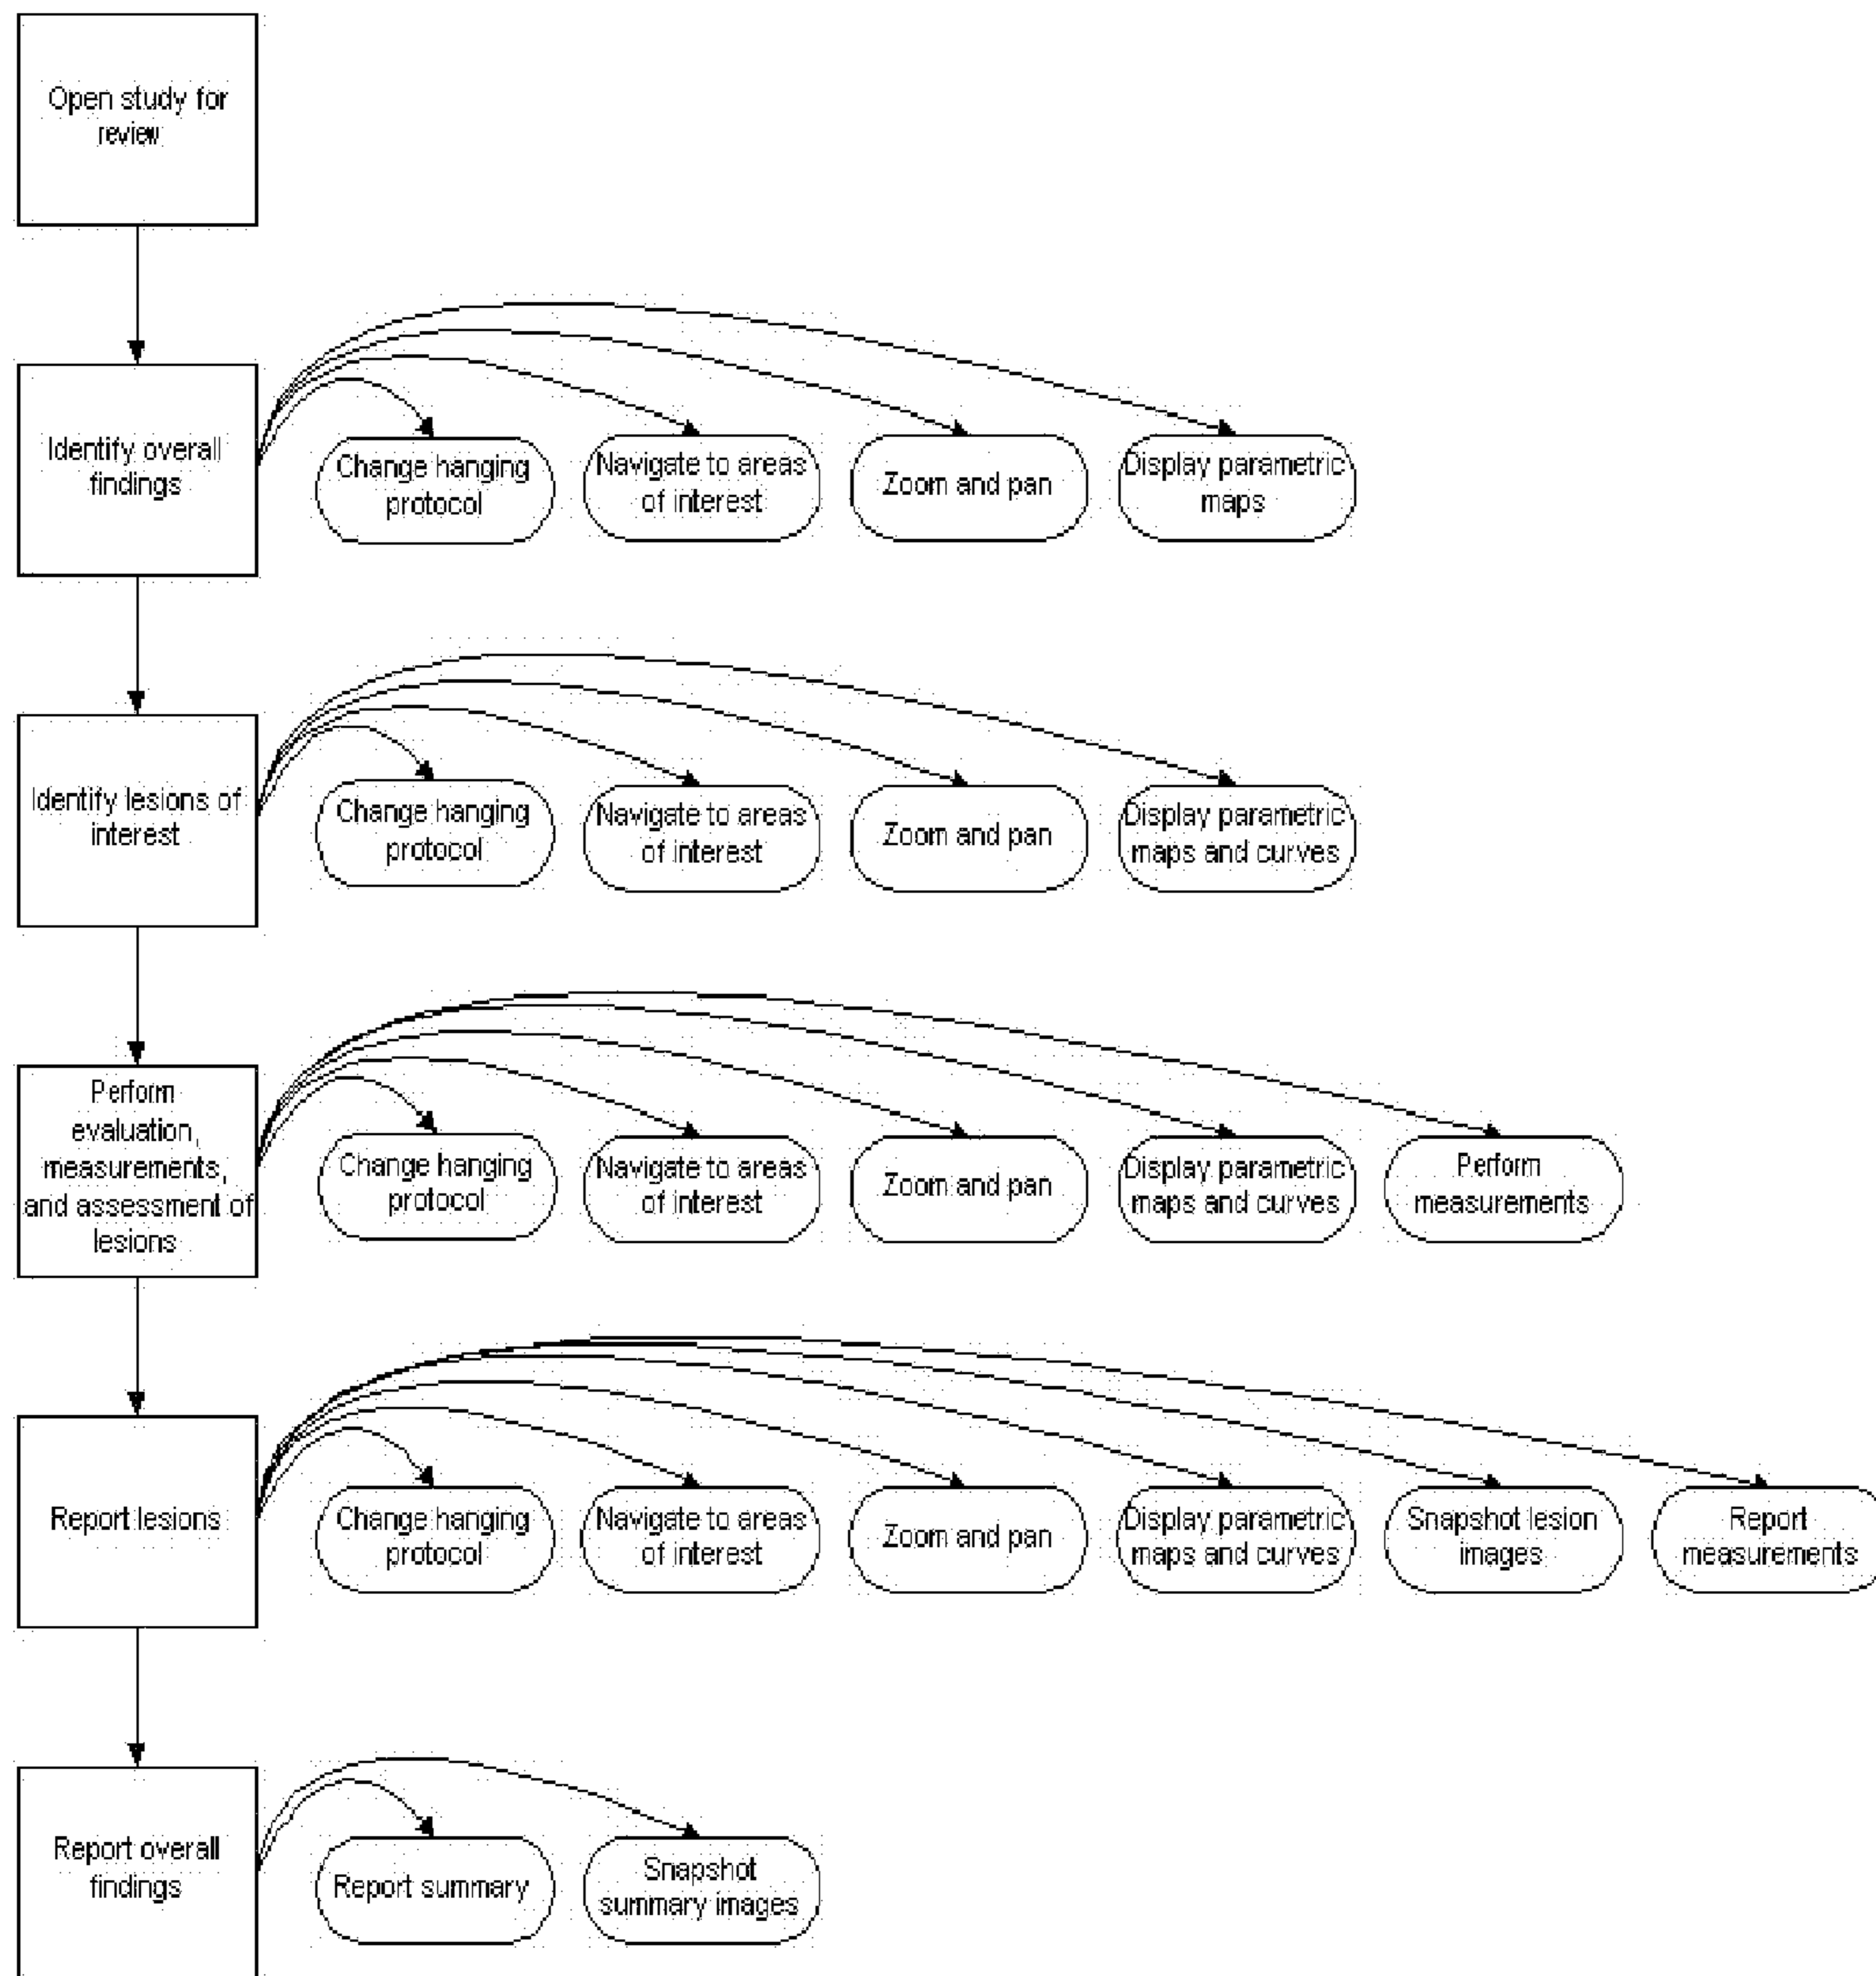 Open study for
review
Identify overall
findings
Change hanging
protocol
Navigate to areas
of interest
Zoom and pan
Display parametric
maps
Identify lesions of
interest
Change hanging
protocol
Navigate to areas
of interest
Zoom and pan
Display parametric
maps and curves
Perform
evaluation,
measurements,
and assessment of
lesions
Change hanging
protocol
Navigate to areas
of interest
Zoom and pan
Display parametric
maps and curves
Perform
measurements
Report lesions
Change hanging
protocol
Navigate to areas
of interest
Zoom and pan
Display parametric
maps and curves
Snapshot lesion
images
Report
measurements
Report overall
findings
Report summary
Snapshot
summary images